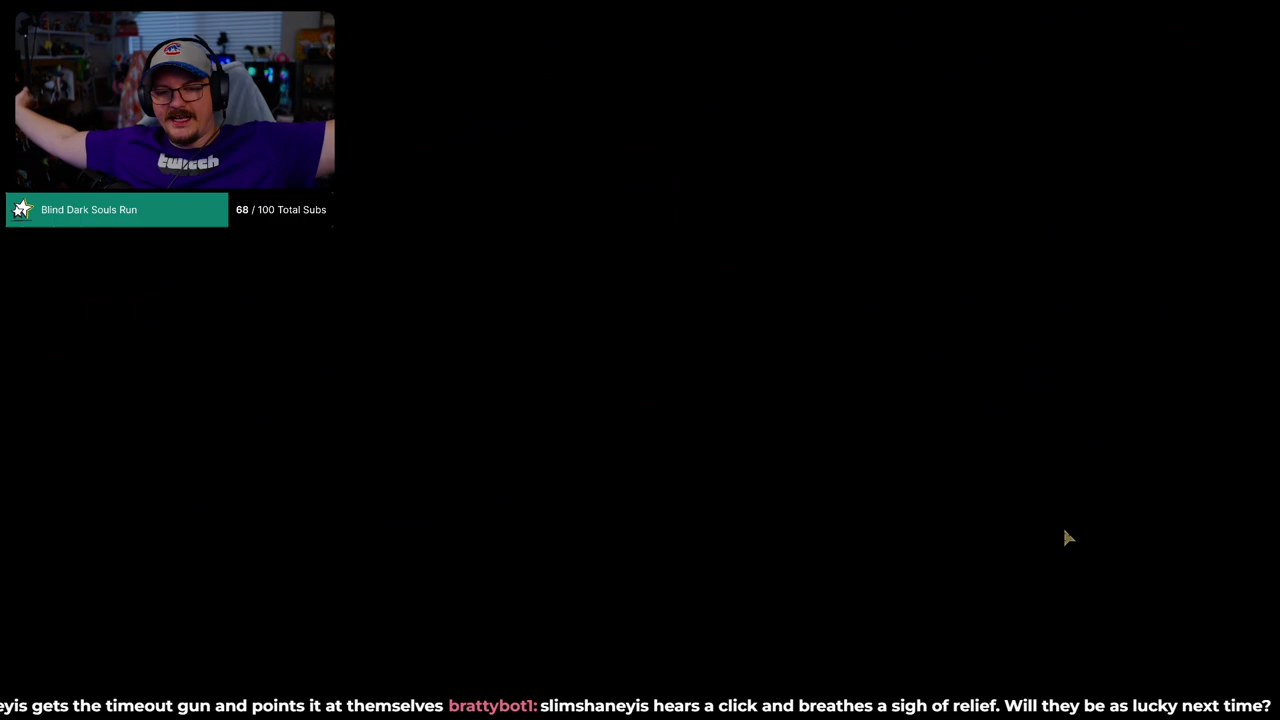 twitch
Blind Dark Souls Run
68 / 100 Total Subs
eyis gets the timeout gun and points it at themselves brattybot1: slimshaneyis hears a click and breathes a sigh of relief. Will they be as lucky next time?